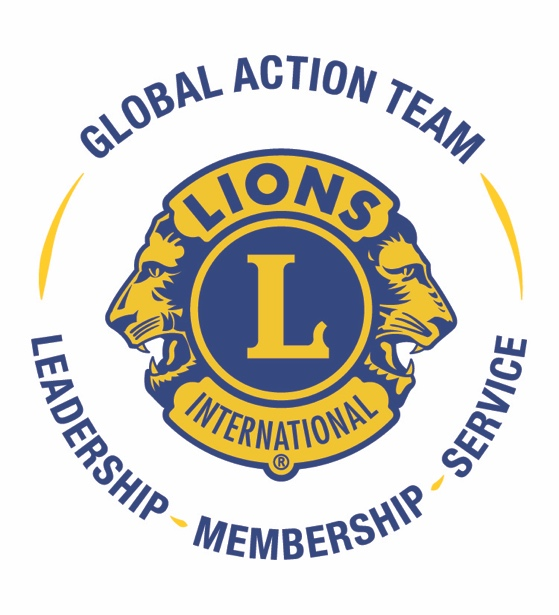 GLOBAL ACTION TEAM
LIONS
L
INTERNATIONAL
®
LEADERSHIP - MEMBERSHIP - SERVICE